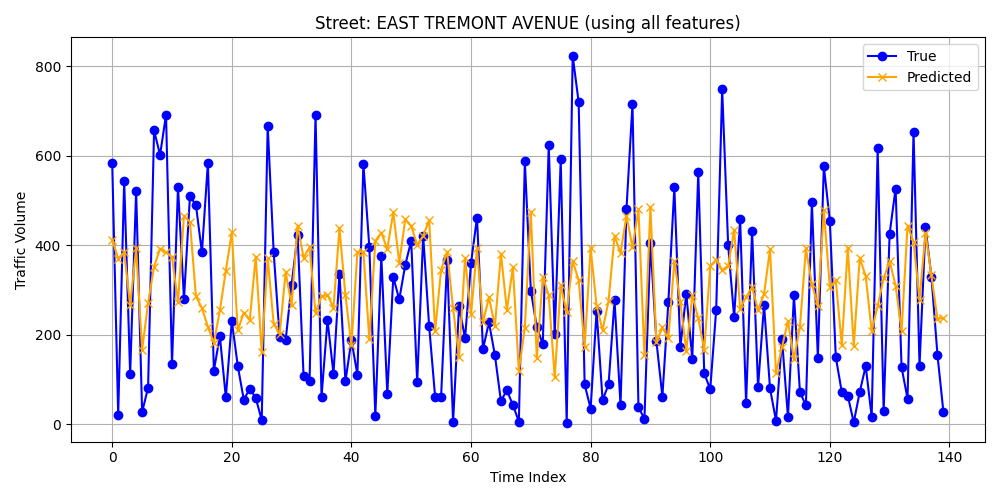 Street: EAST TREMONT AVENUE (using all features)
True
Predicted
Traffic Volume
800
600
400
200
0
0 20 40 60 80 100 120 140
Time Index